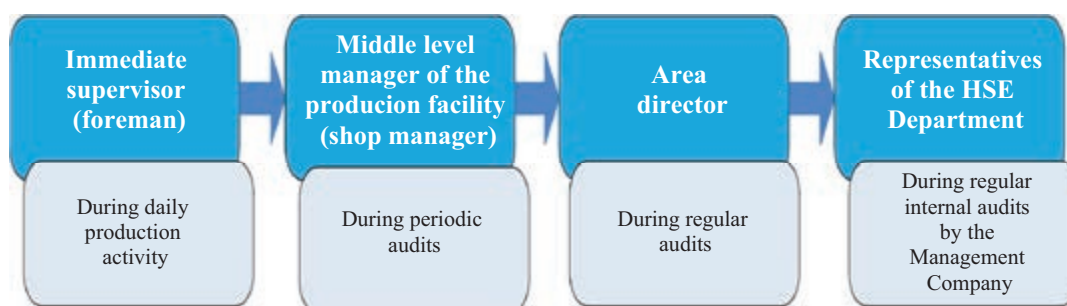 Immediate
supervisor
(foreman)
During daily
production
activity
Middle level
manager of the
producion facility
(shop manager)
During periodic
audits
Area
director
During regular
audits
Representatives
of the HSE
Department
During regular
internal audits
by the
Management
Company